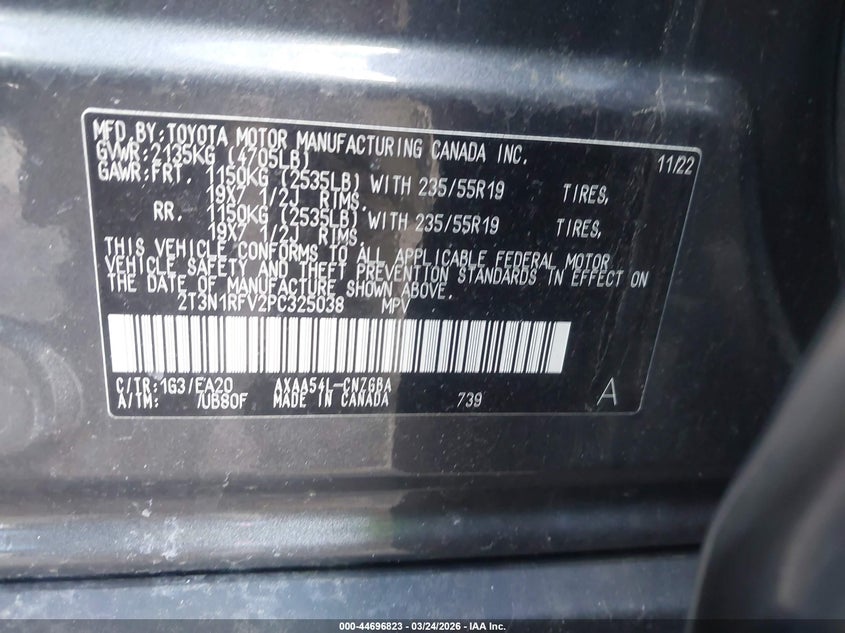 MFD. BY: TOYOTA MOTOR MANUFACTURING CANADA INC. 11/22
GVWR: 2135KG (4705LB)
GAWR: FRT. 1150KG (2535LB) WITH 235/55R19 TIRES,
19X7 1/2J RIMS,
RR. 1150KG (2535LB) WITH 235/55R19 TIRES,
19X7 1/2J RIMS,
THIS VEHICLE CONFORMS TO ALL APPLICABLE FEDERAL MOTOR
VEHICLE SAFETY AND THEFT PREVENTION STANDARDS IN EFFECT ON
THE DATE OF MANUFACTURE SHOWN ABOVE.
2T3N1RFV2PC325038 MPV
C/TR: 1G3/EA20 AXAA54L-CNZGBA
A/TM: /UB80F MADE IN CANADA 739 A
000-44696823 - 03/24/2026 - IAA Inc.